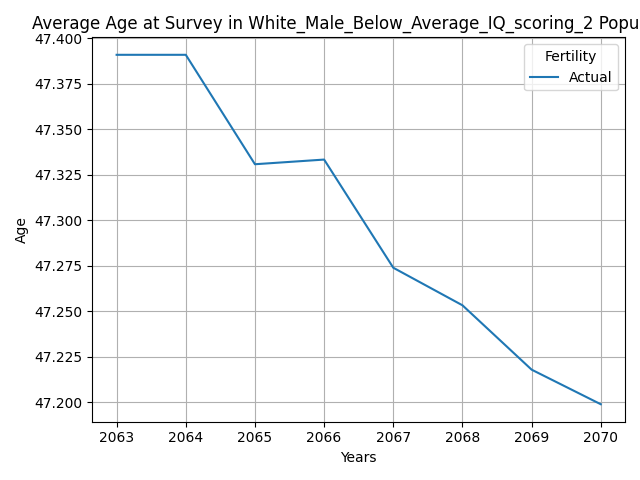 Average Age at Survey in White_Male_Below_Average_IQ_scoring_2 Popu
47.400
47.375
47.350
47.325
47.300
47.275
47.250
47.225
47.200
Age
Fertility
Actual
2063 2064 2065 2066 2067 2068 2069 2070
Years